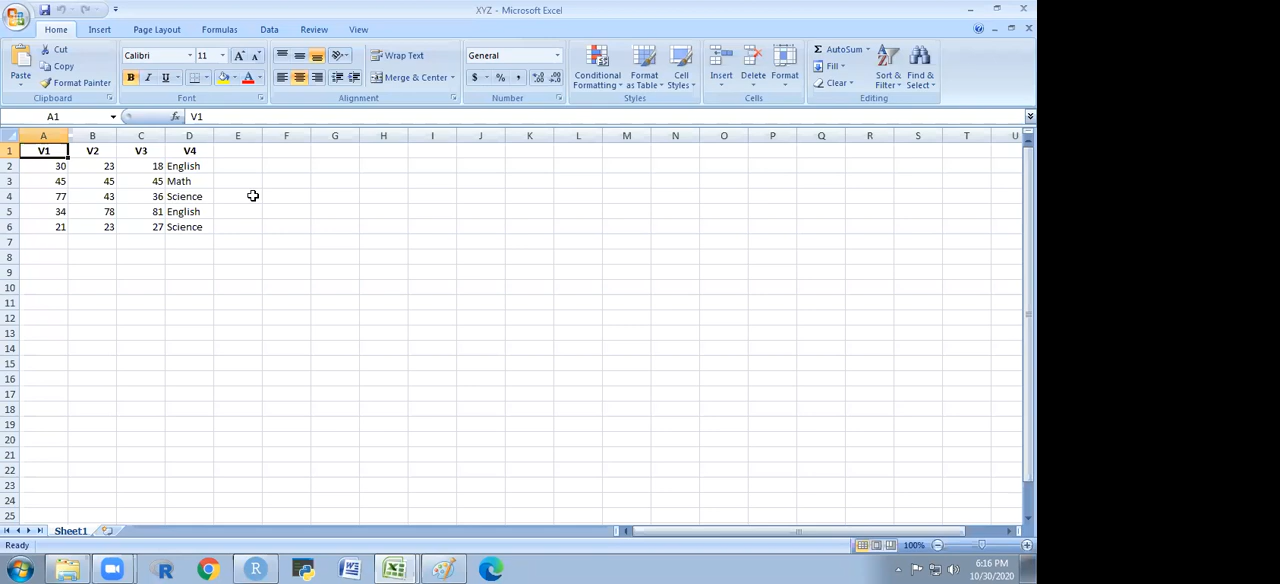 XYZ - Microsoft Excel
Home Insert Page Layout Formulas Data Review View
Paste
Cut
Copy
Format Painter
Clipboard
Calibri 11
B I U
Font
Wrap Text
Merge & Center
Alignment
General
$ % ,
Number
Conditional Formatting
Format as Table
Cell Styles
Styles
Insert Delete Format
Cells
Σ AutoSum
Fill
Clear
Sort & Filter
Find & Select
Editing
A1 fx V1
A B C D E F G H I J K L M N O P Q R S T U
1 V1 V2 V3 V4
2 30 23 18 English
3 45 45 45 Math
4 77 43 36 Science
5 34 78 81 English
6 21 23 27 Science
7
8
9
10
11
12
13
14
15
16
17
18
19
20
21
22
23
24
25
Sheet1
Ready 100%
6:16 PM
10/30/2020